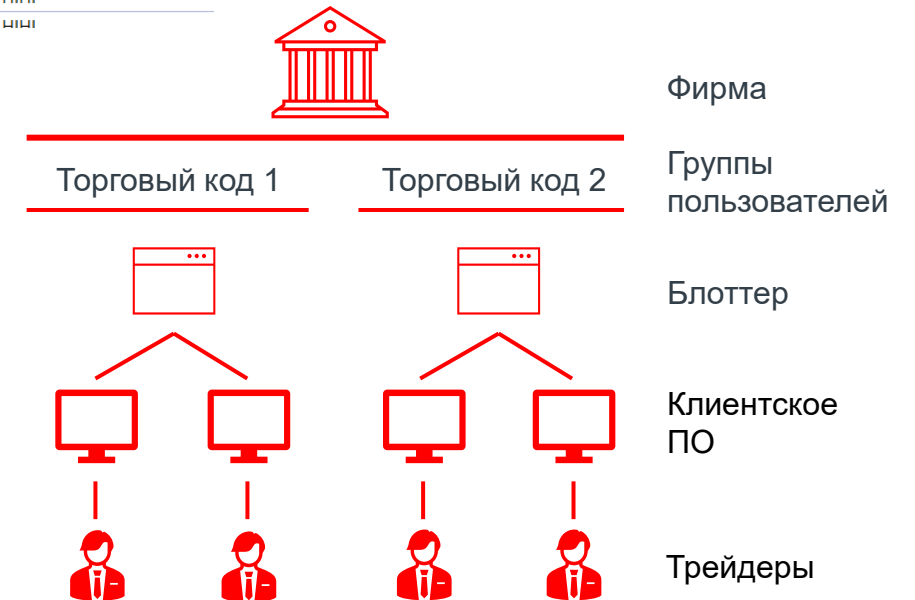 Фирма
Торговый код 1
Торговый код 2
Группы
пользователей
Блоттер
Клиентское
ПО
Трейдеры